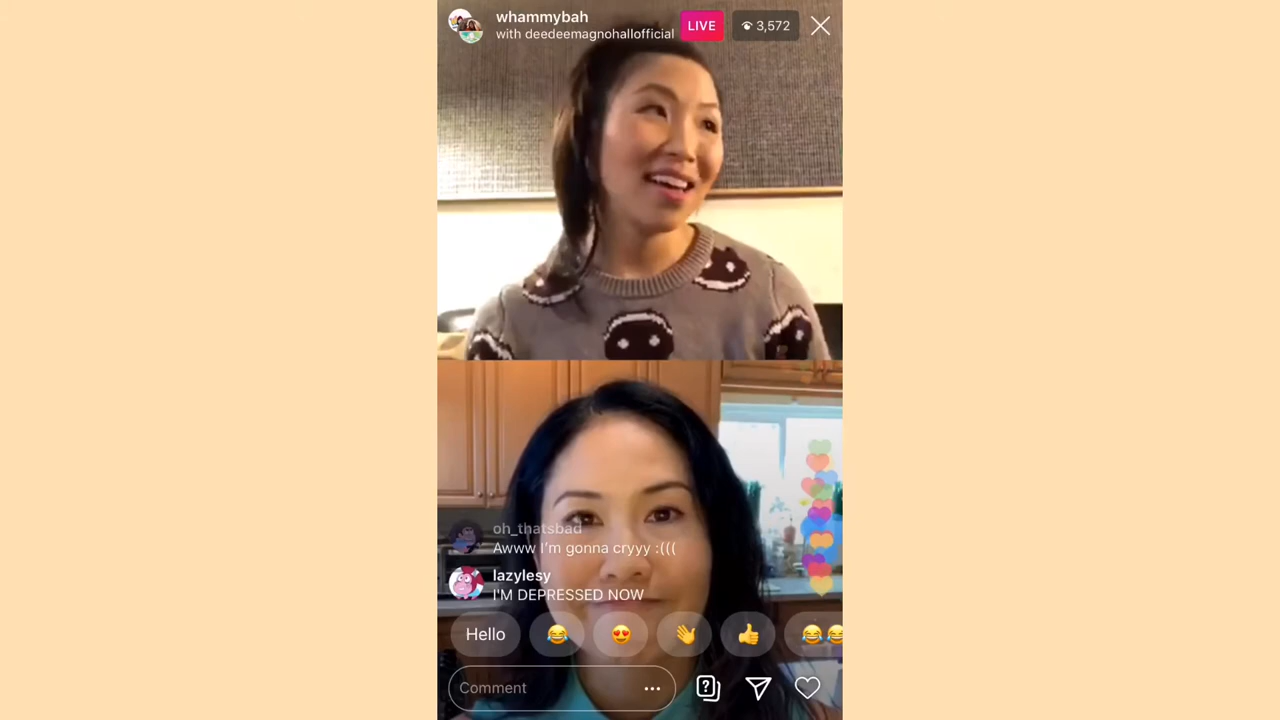 whammybah
with deedeemagnohallofficial
LIVE
3,572
oh_thatsbad
Awww I'm gonna cryyy :(((
lazylesy
I'M DEPRESSED NOW
Hello
Comment